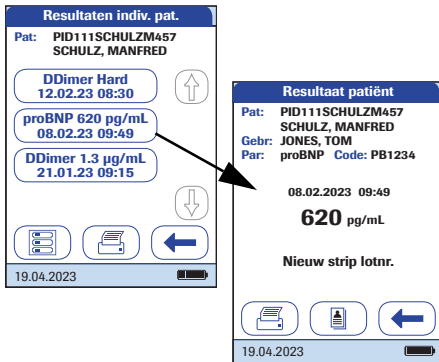 Resultaten indiv. pat.
Pat: PID111SCHULZM457
SCHULZ, MANFRED
DDimer Hard
12.02.23 08:30
proBNP 620 pg/mL
08.02.23 09:49
DDimer 1.3 µg/mL
21.01.23 09:15
19.04.2023
Resultaat patiënt
Pat: PID111SCHULZM457
SCHULZ, MANFRED
Gebr: JONES, TOM
Par: proBNP Code: PB1234
08.02.2023 09:49
620 pg/mL
Nieuw strip lotnr.
19.04.2023